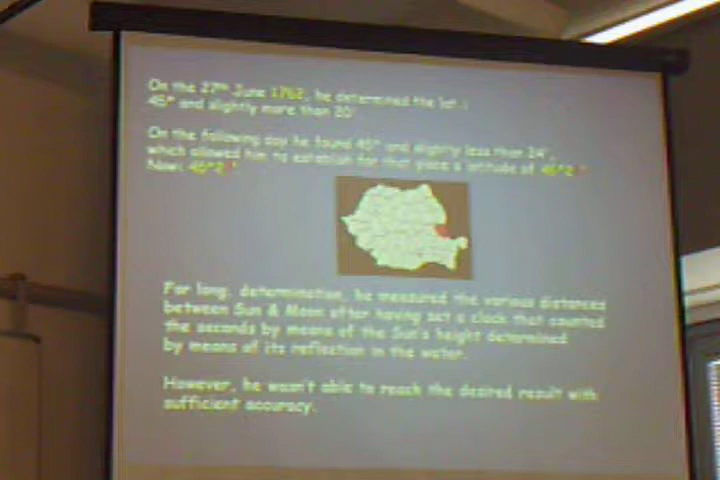 On the 27th June 1762, he determined the lat.:
45° and slightly more than 20'
On the following day he found 45° and slightly less than 24',
which allowed him to establish for that place a latitude of 45°2
Now: 45°2
For long. determination, he measured the various distances
between Sun & Moon after having set a clock that counted
the seconds by means of the Sun's height determined
by means of its reflection in the water.
However, he wasn't able to reach the desired result with
sufficient accuracy.